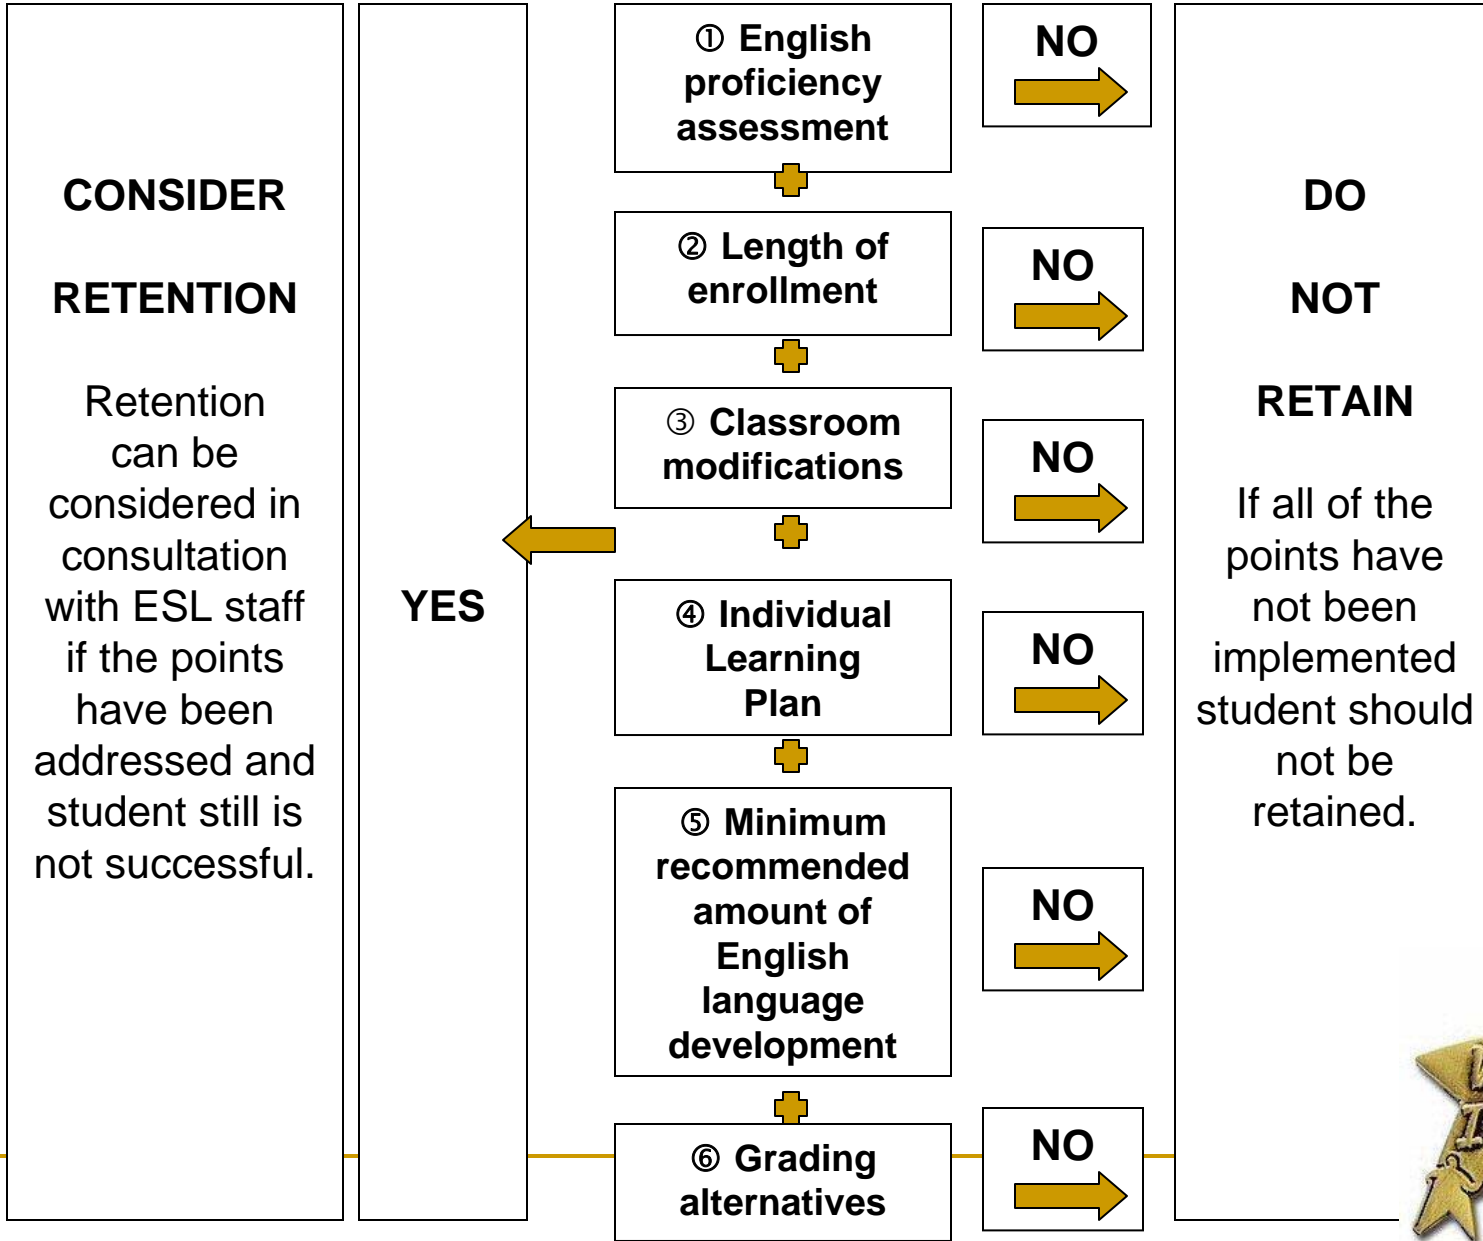 CONSIDER
RETENTION
Retention
can be
considered in
consultation
with ESL staff
if the points
have been
addressed and
student still is
not successful.
YES
① English
proficiency
assessment
NO
② Length of
enrollment
NO
③ Classroom
modifications
NO
④ Individual
Learning
Plan
NO
⑤ Minimum
recommended
amount of
English
language
development
NO
⑥ Grading
alternatives
NO
DO
NOT
RETAIN
If all of the
points have
not been
implemented
student should
not be
retained.